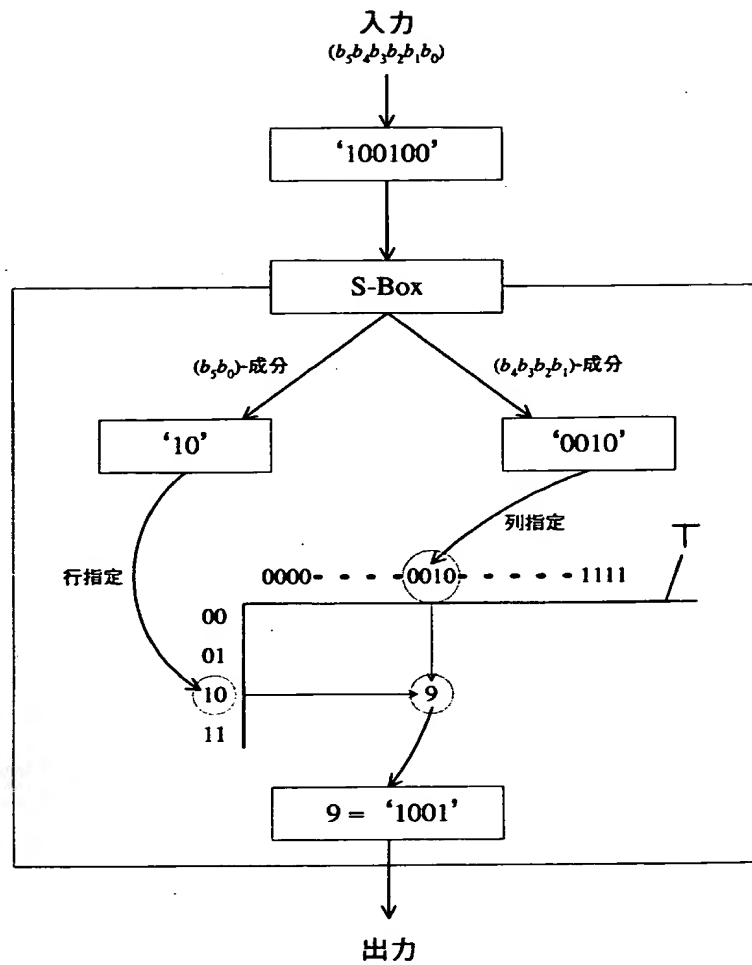 入力
(b₅b₄b₃b₂b₁b₀)
‘100100’
S-Box
(b₅b₀)-成分
(b₄b₃b₂b₁)-成分
‘10’
‘0010’
列指定
行指定
T
0000- - - -0010- - - - - -1111
00
01
10
9
11
9 = ‘1001’
出力